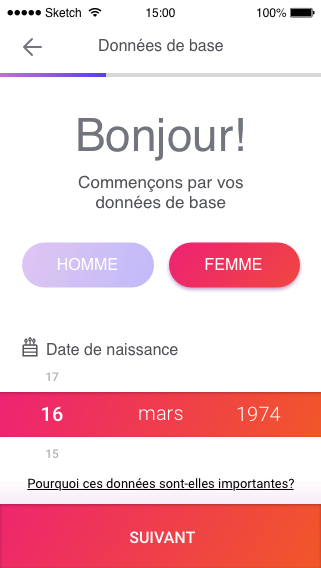 Sketch 15:00 100%
Données de base
Bonjour!
Commençons par vos
données de base
HOMME FEMME
Date de naissance
17
16 mars 1974
15
Pourquoi ces données sont-elles importantes?
SUIVANT